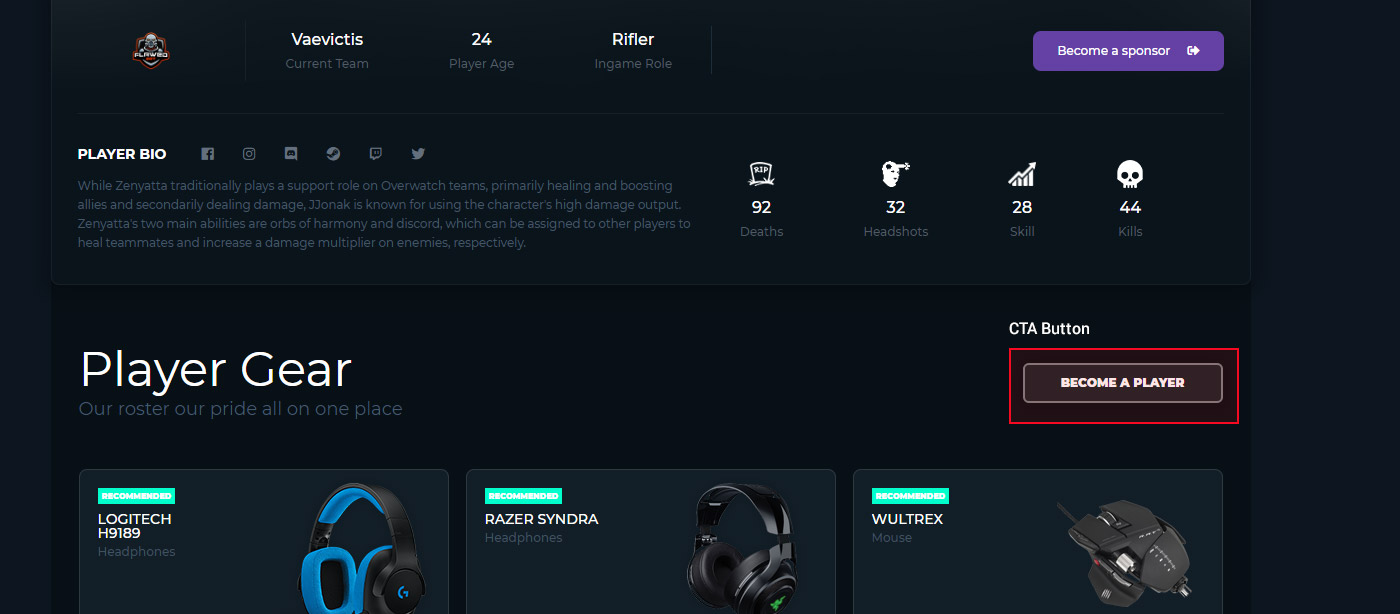 FLAWED
Vaevictis
Current Team
24
Player Age
Rifler
Ingame Role
Become a sponsor
PLAYER BIO
While Zenyatta traditionally plays a support role on Overwatch teams, primarily healing and boosting
allies and secondarily dealing damage, JJonak is known for using the character's high damage output.
Zenyatta's two main abilities are orbs of harmony and discord, which can be assigned to other players to
heal teammates and increase a damage multiplier on enemies, respectively.
RIP
92
Deaths
32
Headshots
28
Skill
44
Kills
CTA Button
Player Gear
BECOME A PLAYER
Our roster our pride all on one place
RECOMMENDED
LOGITECH
H9189
Headphones
RECOMMENDED
RAZER SYNDRA
Headphones
RECOMMENDED
WULTREX
Mouse